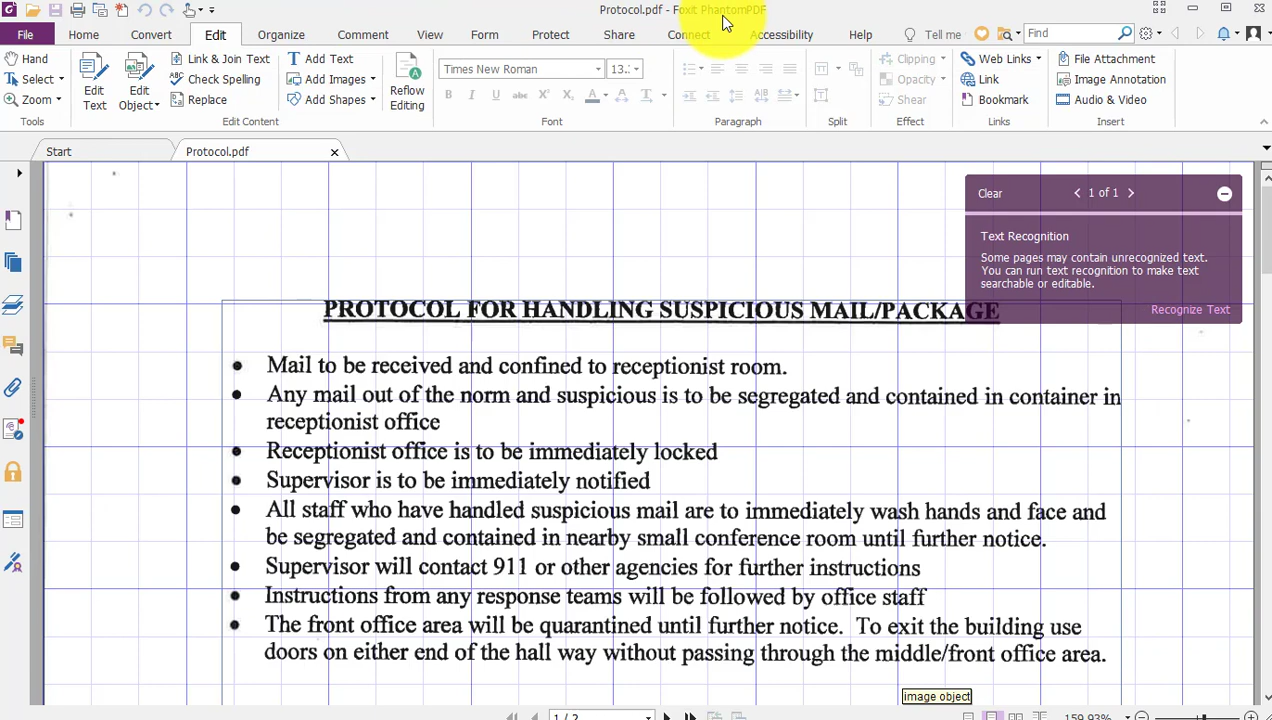 Protocol.pdf - Foxit PhantomPDF
File Home Convert Edit Organize Comment View Form Protect Share Connect Accessibility Help Tell me Find
Hand
Select
Zoom
Tools
Edit Text
Edit Object
Link & Join Text
Check Spelling
Replace
Add Text
Add Images
Add Shapes
Edit Content
Reflow Editing
Times New Roman 13.
B I U abc X² X₂ A A T
Font
Paragraph
Split
Clipping
Opacity
Shear
Effect
Web Links
Link
Bookmark
Links
File Attachment
Image Annotation
Audio & Video
Insert
Start Protocol.pdf
Clear 1 of 1
Text Recognition
Some pages may contain unrecognized text.
You can run text recognition to make text
searchable or editable.
Recognize Text
PROTOCOL FOR HANDLING SUSPICIOUS MAIL/PACKAGE
• Mail to be received and confined to receptionist room.
• Any mail out of the norm and suspicious is to be segregated and contained in container in
receptionist office
• Receptionist office is to be immediately locked
• Supervisor is to be immediately notified
• All staff who have handled suspicious mail are to immediately wash hands and face and
be segregated and contained in nearby small conference room until further notice.
• Supervisor will contact 911 or other agencies for further instructions
• Instructions from any response teams will be followed by office staff
• The front office area will be quarantined until further notice. To exit the building use
doors on either end of the hall way without passing through the middle/front office area.
image object
1 / 2 159.93%